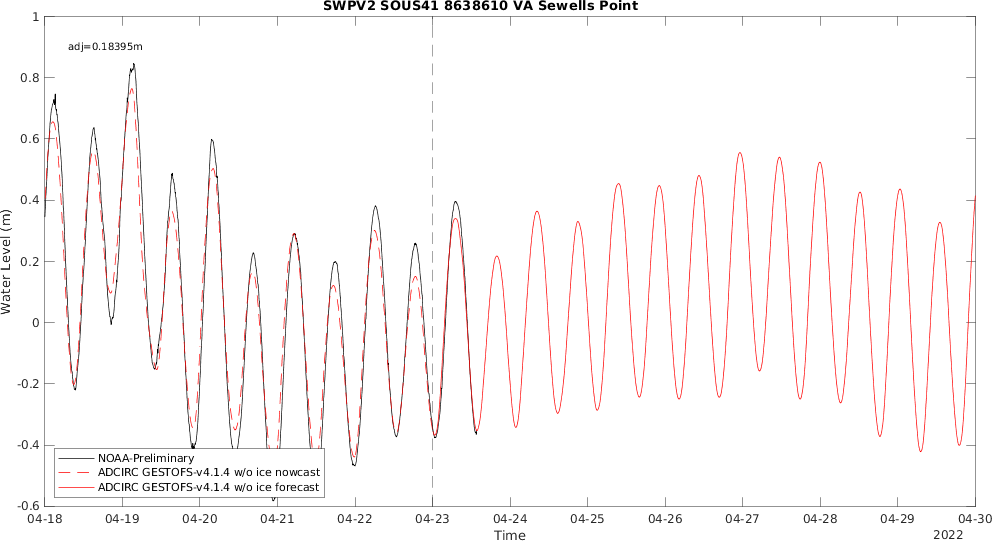 SWPV2 SOUS41 8638610 VA Sewells Point
adj=0.18395m
1
0.8
0.6
0.4
0.2
0
-0.2
-0.4
-0.6
Water Level (m)
NOAA-Preliminary
ADCIRC GESTOFS-v4.1.4 w/o ice nowcast
ADCIRC GESTOFS-v4.1.4 w/o ice forecast
04-18 04-19 04-20 04-21 04-22 04-23 04-24 04-25 04-26 04-27 04-28 04-29 04-30
Time
2022